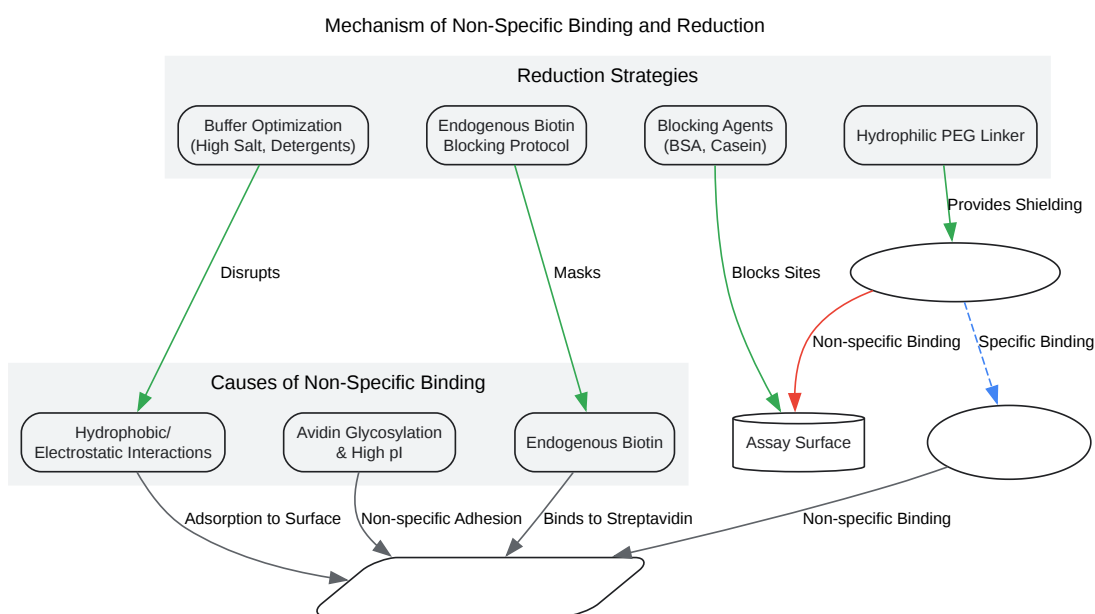 Mechanism of Non-Specific Binding and Reduction
Reduction Strategies
Buffer Optimization
(High Salt, Detergents)
Endogenous Biotin
Blocking Protocol
Blocking Agents
(BSA, Casein)
Hydrophilic PEG Linker
Provides Shielding
Disrupts
Masks
Blocks Sites
Non-specific Binding
Specific Binding
Causes of Non-Specific Binding
Hydrophobic/
Electrostatic Interactions
Avidin Glycosylation
& High pI
Endogenous Biotin
Assay Surface
Adsorption to Surface
Non-specific Adhesion
Binds to Streptavidin
Non-specific Binding